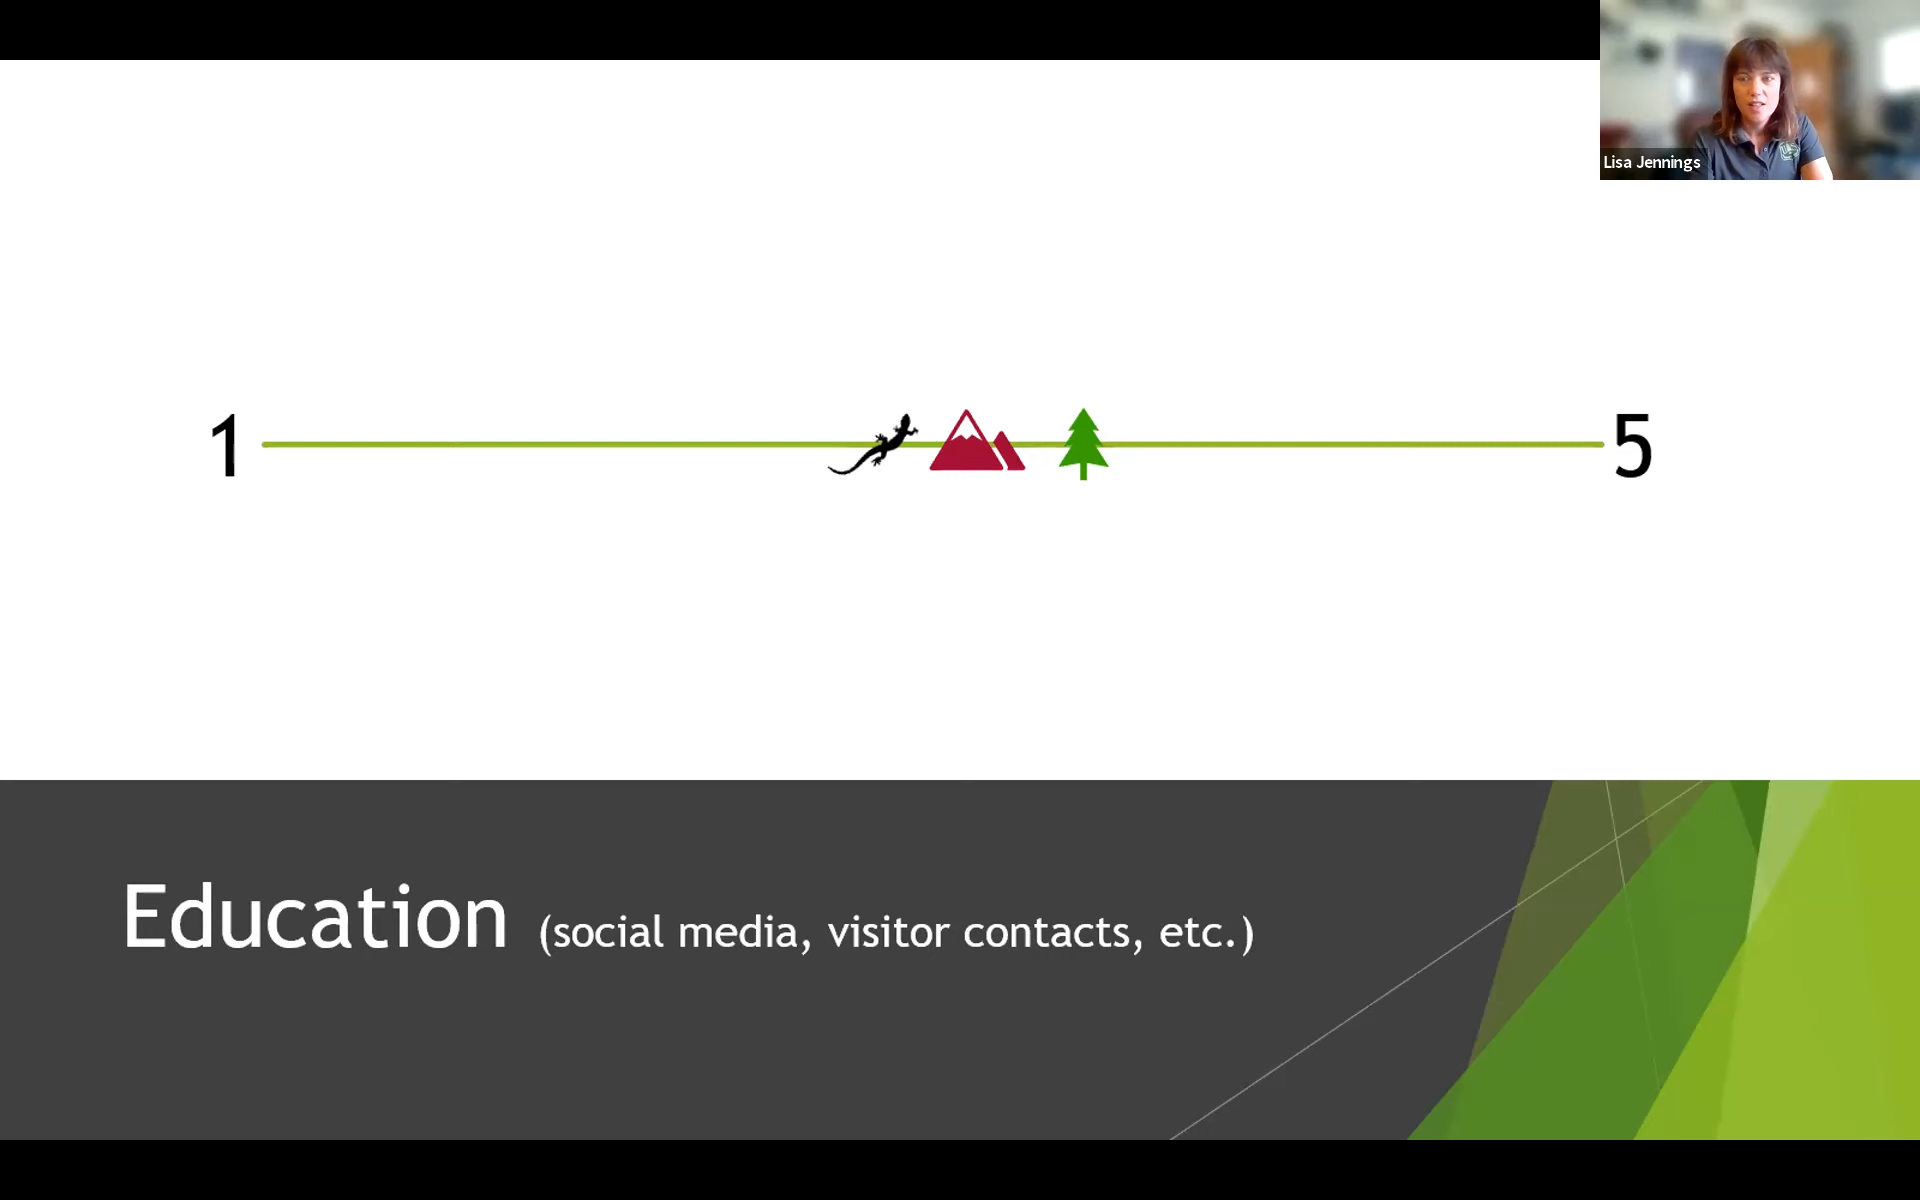 Lisa Jennings
1 5
Education (social media, visitor contacts, etc.)